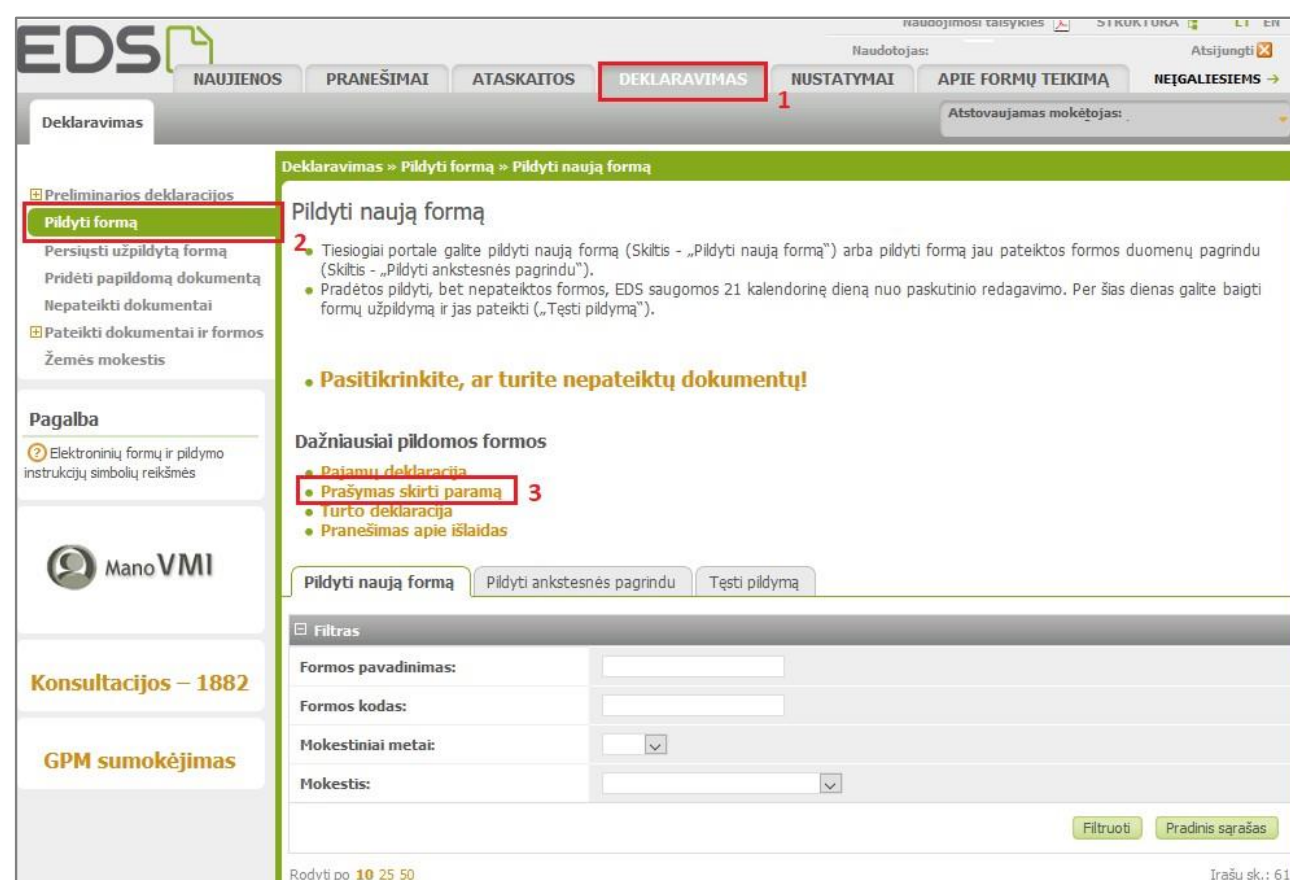 Naudojimosi taisyklės STRUKTŪRA LT EN
EDS
Naudotojas: Atsijungti
NAUJIENOS PRANEŠIMAI ATASKAITOS DEKLARAVIMAS NUSTATYMAI APIE FORMŲ TEIKIMĄ NEĮGALIESIEMS →
1
Deklaravimas
Atstovaujamas mokėtojas:
Deklaravimas » Pildyti formą » Pildyti naują formą
Preliminarios deklaracijos
Pildyti formą
2
Persiųsti užpildytą formą
Pridėti papildomą dokumentą
Nepateikti dokumentai
Pateikti dokumentai ir formos
Žemės mokestis
Pagalba
Elektroninių formų ir pildymo
instrukcijų simbolių reikšmės
Mano VMI
Konsultacijos – 1882
GPM sumokėjimas
Pildyti naują formą
• Tiesiogiai portale galite pildyti naują formą (Skiltis - „Pildyti naują formą“) arba pildyti formą jau pateiktos formos duomenų pagrindu
(Skiltis - „Pildyti ankstesnės pagrindu“).
• Pradėtos pildyti, bet nepateiktos formos, EDS saugomos 21 kalendorinę dieną nuo paskutinio redagavimo. Per šias dienas galite baigti
formų užpildymą ir jas pateikti („Tęsti pildymą“).
• Pasitikrinkite, ar turite nepateiktų dokumentų!
Dažniausiai pildomos formos
• Pajamų deklaracija
• Prašymas skirti paramą 3
• Turto deklaracija
• Pranešimas apie išlaidas
Pildyti naują formą Pildyti ankstesnės pagrindu Tęsti pildymą
Filtras
Formos pavadinimas:
Formos kodas:
Mokestiniai metai:
Mokestis:
Filtruoti Pradinis sąrašas
Rodyti po 10 25 50 Įrašų sk.: 61